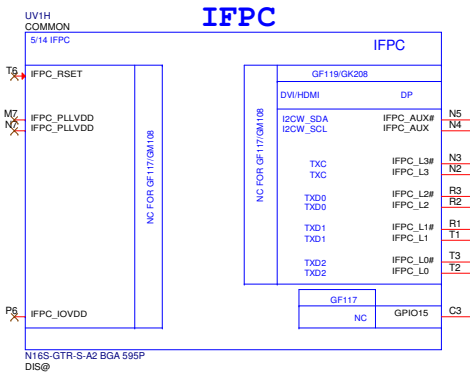 IFPC
UV1H
COMMON
5/14 IFPC
IFPC
T6 IFPC_RSET
GF119/GK208
DVI/HDMI DP
M7 IFPC_PLLVDD
N7 IFPC_PLLVDD
NC FOR GF117/GM108
NC FOR GF117/GM108
I2CW_SDA IFPC_AUX# N5
I2CW_SCL IFPC_AUX N4
TXC IFPC_L3# N3
TXC IFPC_L3 N2
TXD0 IFPC_L2# R3
TXD0 IFPC_L2 R2
TXD1 IFPC_L1# R1
TXD1 IFPC_L1 T1
TXD2 IFPC_L0# T3
TXD2 IFPC_L0 T2
GF117
P6 IFPC_IOVDD
NC GPIO15 C3
N16S-GTR-S-A2 BGA 595P
DIS@